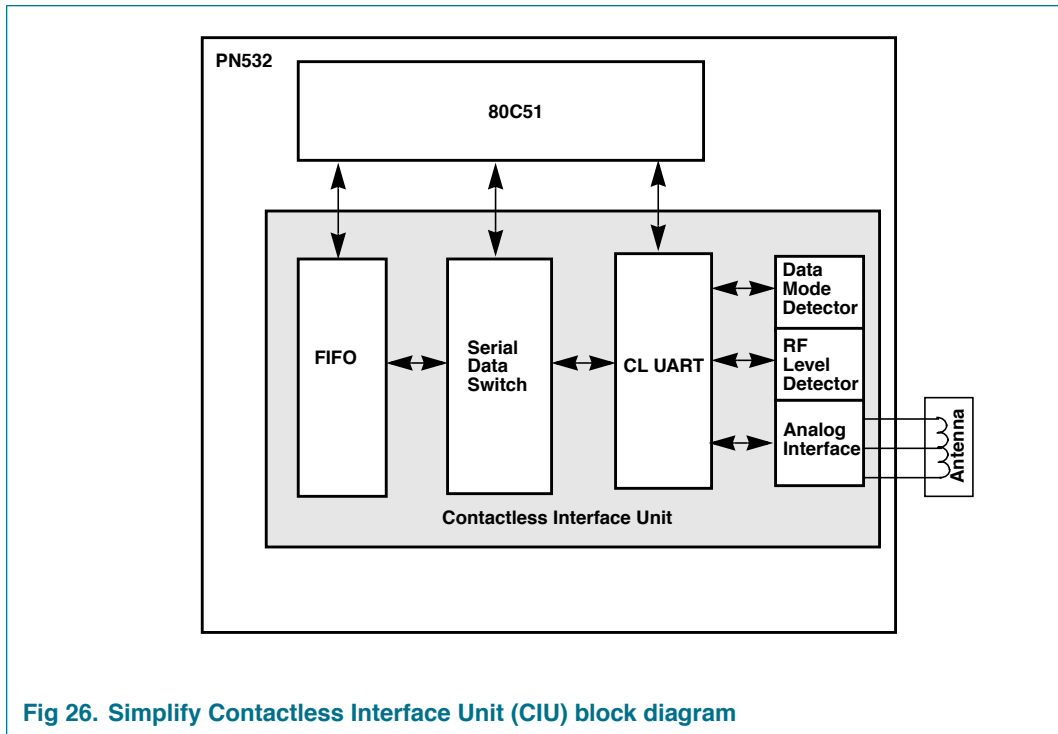 PN532
80C51
FIFO
Serial
Data
Switch
CL UART
Data
Mode
Detector
RF
Level
Detector
Analog
Interface
Antenna
Contactless Interface Unit
Fig 26. Simplify Contactless Interface Unit (CIU) block diagram